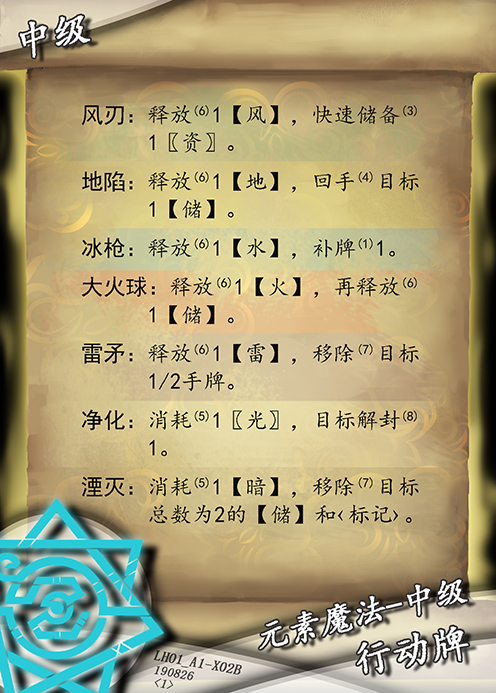 中级
风刃：释放⁽⁶⁾1【风】，快速储备⁽³⁾
1〖资〗。
地陷：释放⁽⁶⁾1【地】，回手⁽⁴⁾目标
1【储】。
冰枪：释放⁽⁶⁾1【水】，补牌⁽¹⁾1。
大火球：释放⁽⁶⁾1【火】，再释放⁽⁶⁾
1【储】。
雷矛：释放⁽⁶⁾1【雷】，移除⁽⁷⁾目标
1/2手牌。
净化：消耗⁽⁵⁾1〖光〗，目标解封⁽⁸⁾
1。
湮灭：消耗⁽⁵⁾1【暗】，移除⁽⁷⁾目标
总数为2的【储】和<标记>。
元素魔法-中级
行动牌
LH01_A1-X02B
190826
<1>